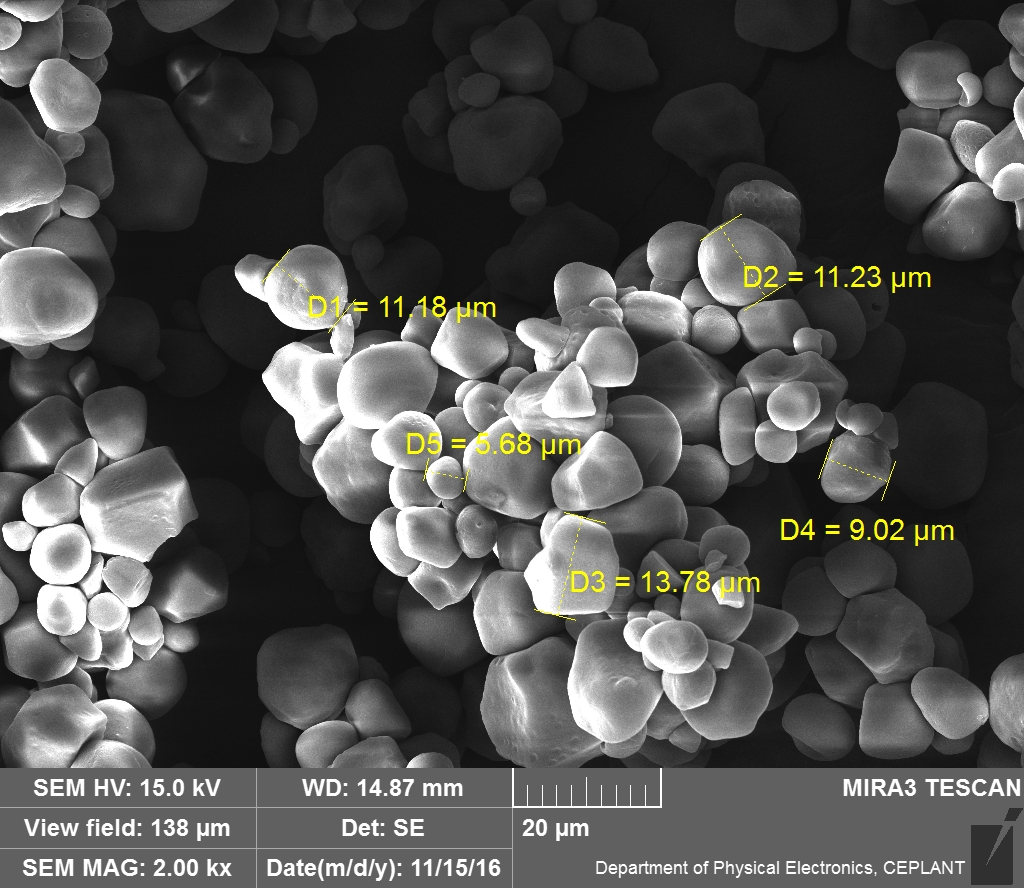 D2 = 11.23 µm
D1 = 11.18 µm
D5 = 5.68 µm
D4 = 9.02 µm
D3 = 13.78 µm
SEM HV: 15.0 kV
WD: 14.87 mm
MIRA3 TESCAN
View field: 138 µm
Det: SE
20 µm
SEM MAG: 2.00 kx
Date(m/d/y): 11/15/16
Department of Physical Electronics, CEPLANT